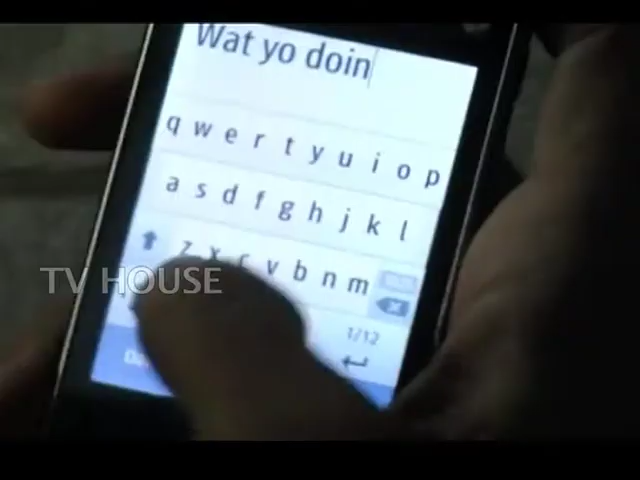 Wat yo doin
q w e r t y u i o p
a s d f g h j k l
z x c v b n m
TV HOUSE
1/12